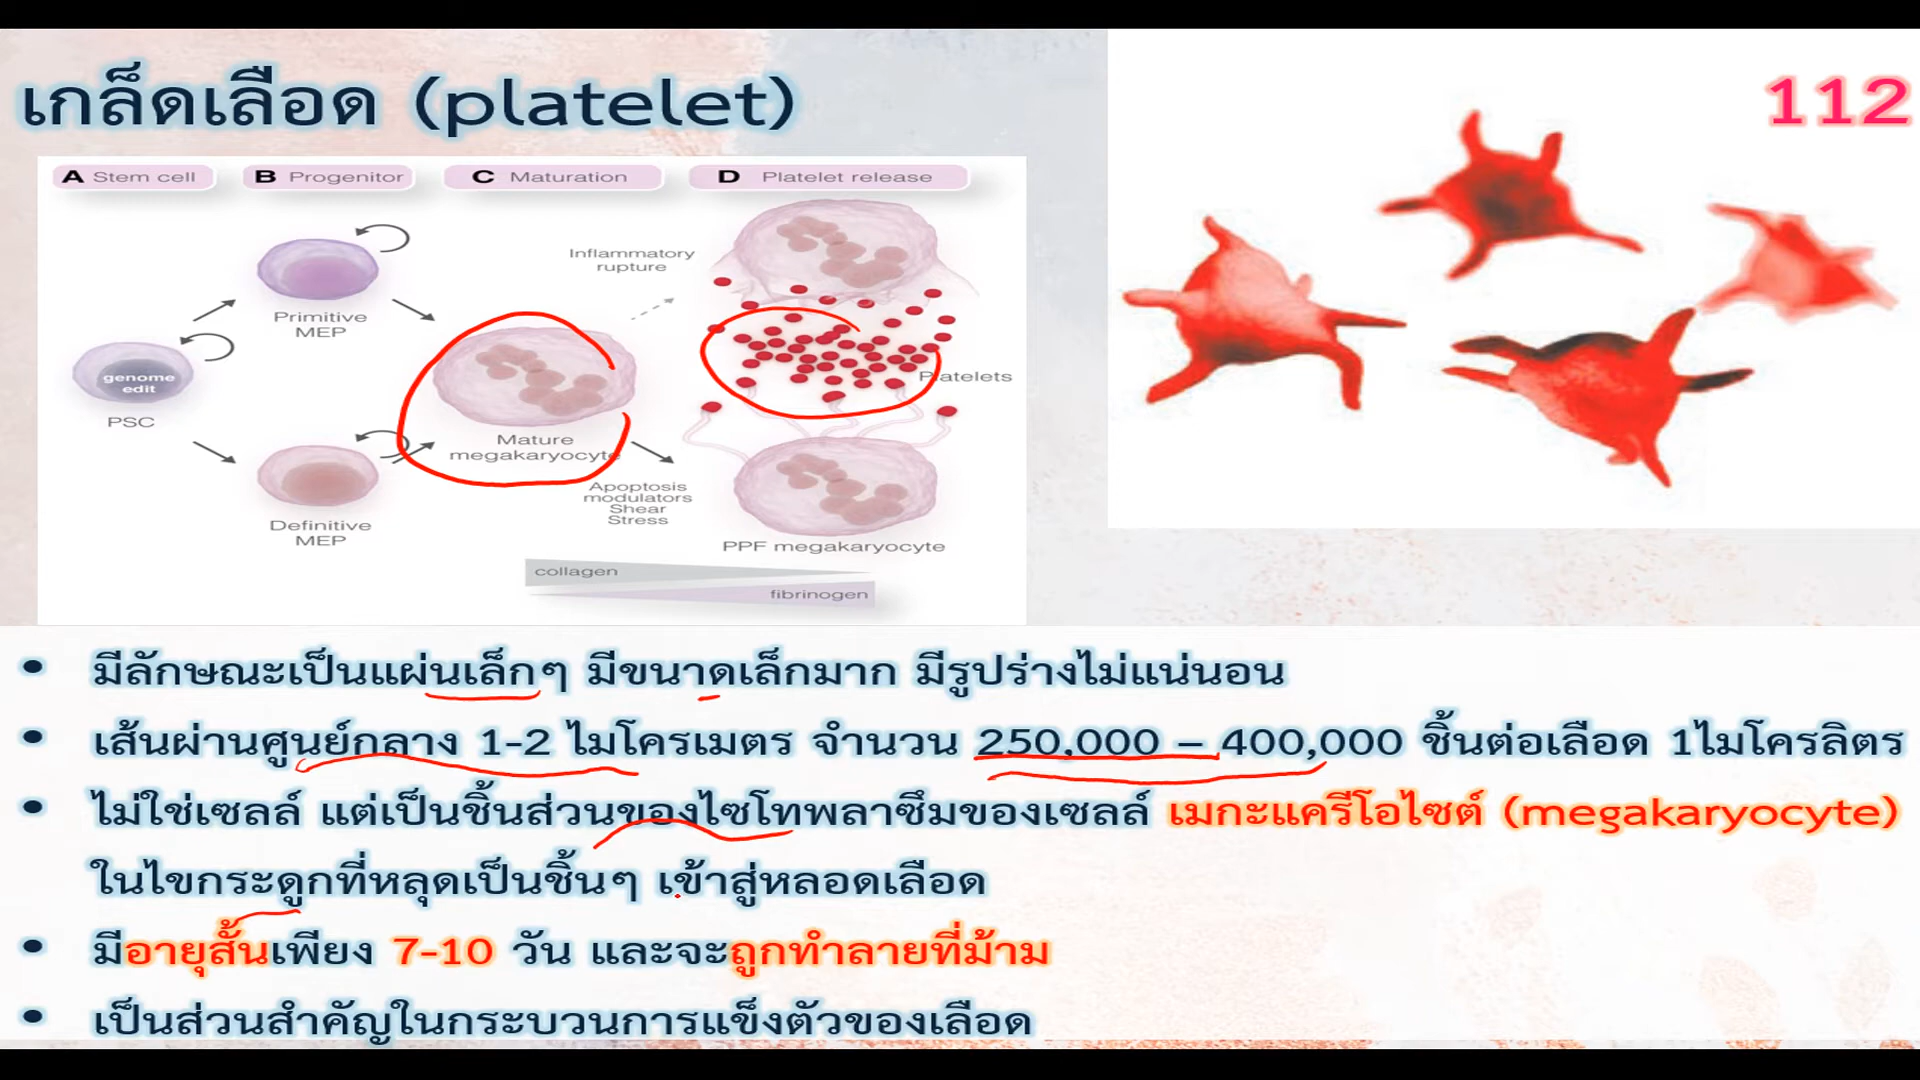 เกล็ดเลือด (platelet)
112
A Stem cell
B Progenitor
C Maturation
D Platelet release
Inflammatory
rupture
Primitive
MEP
genome
edit
PSC
Platelets
Mature
megakaryocyte
Apoptosis
modulators
Shear
Stress
Definitive
MEP
PPF megakaryocyte
collagen
fibrinogen
• มีลักษณะเป็นแผ่นเล็กๆ มีขนาดเล็กมาก มีรูปร่างไม่แน่นอน
• เส้นผ่านศูนย์กลาง 1-2 ไมโครเมตร จำนวน 250,000 – 400,000 ชิ้นต่อเลือด 1ไมโครลิตร
• ไม่ใช่เซลล์ แต่เป็นชิ้นส่วนของไซโทพลาซึมของเซลล์ เมกะแครีโอไซต์ (megakaryocyte)
ในไขกระดูกที่หลุดเป็นชิ้นๆ เข้าสู่หลอดเลือด
• มีอายุสั้นเพียง 7-10 วัน และจะถูกทำลายที่ม้าม
• เป็นส่วนสำคัญในกระบวนการแข็งตัวของเลือด